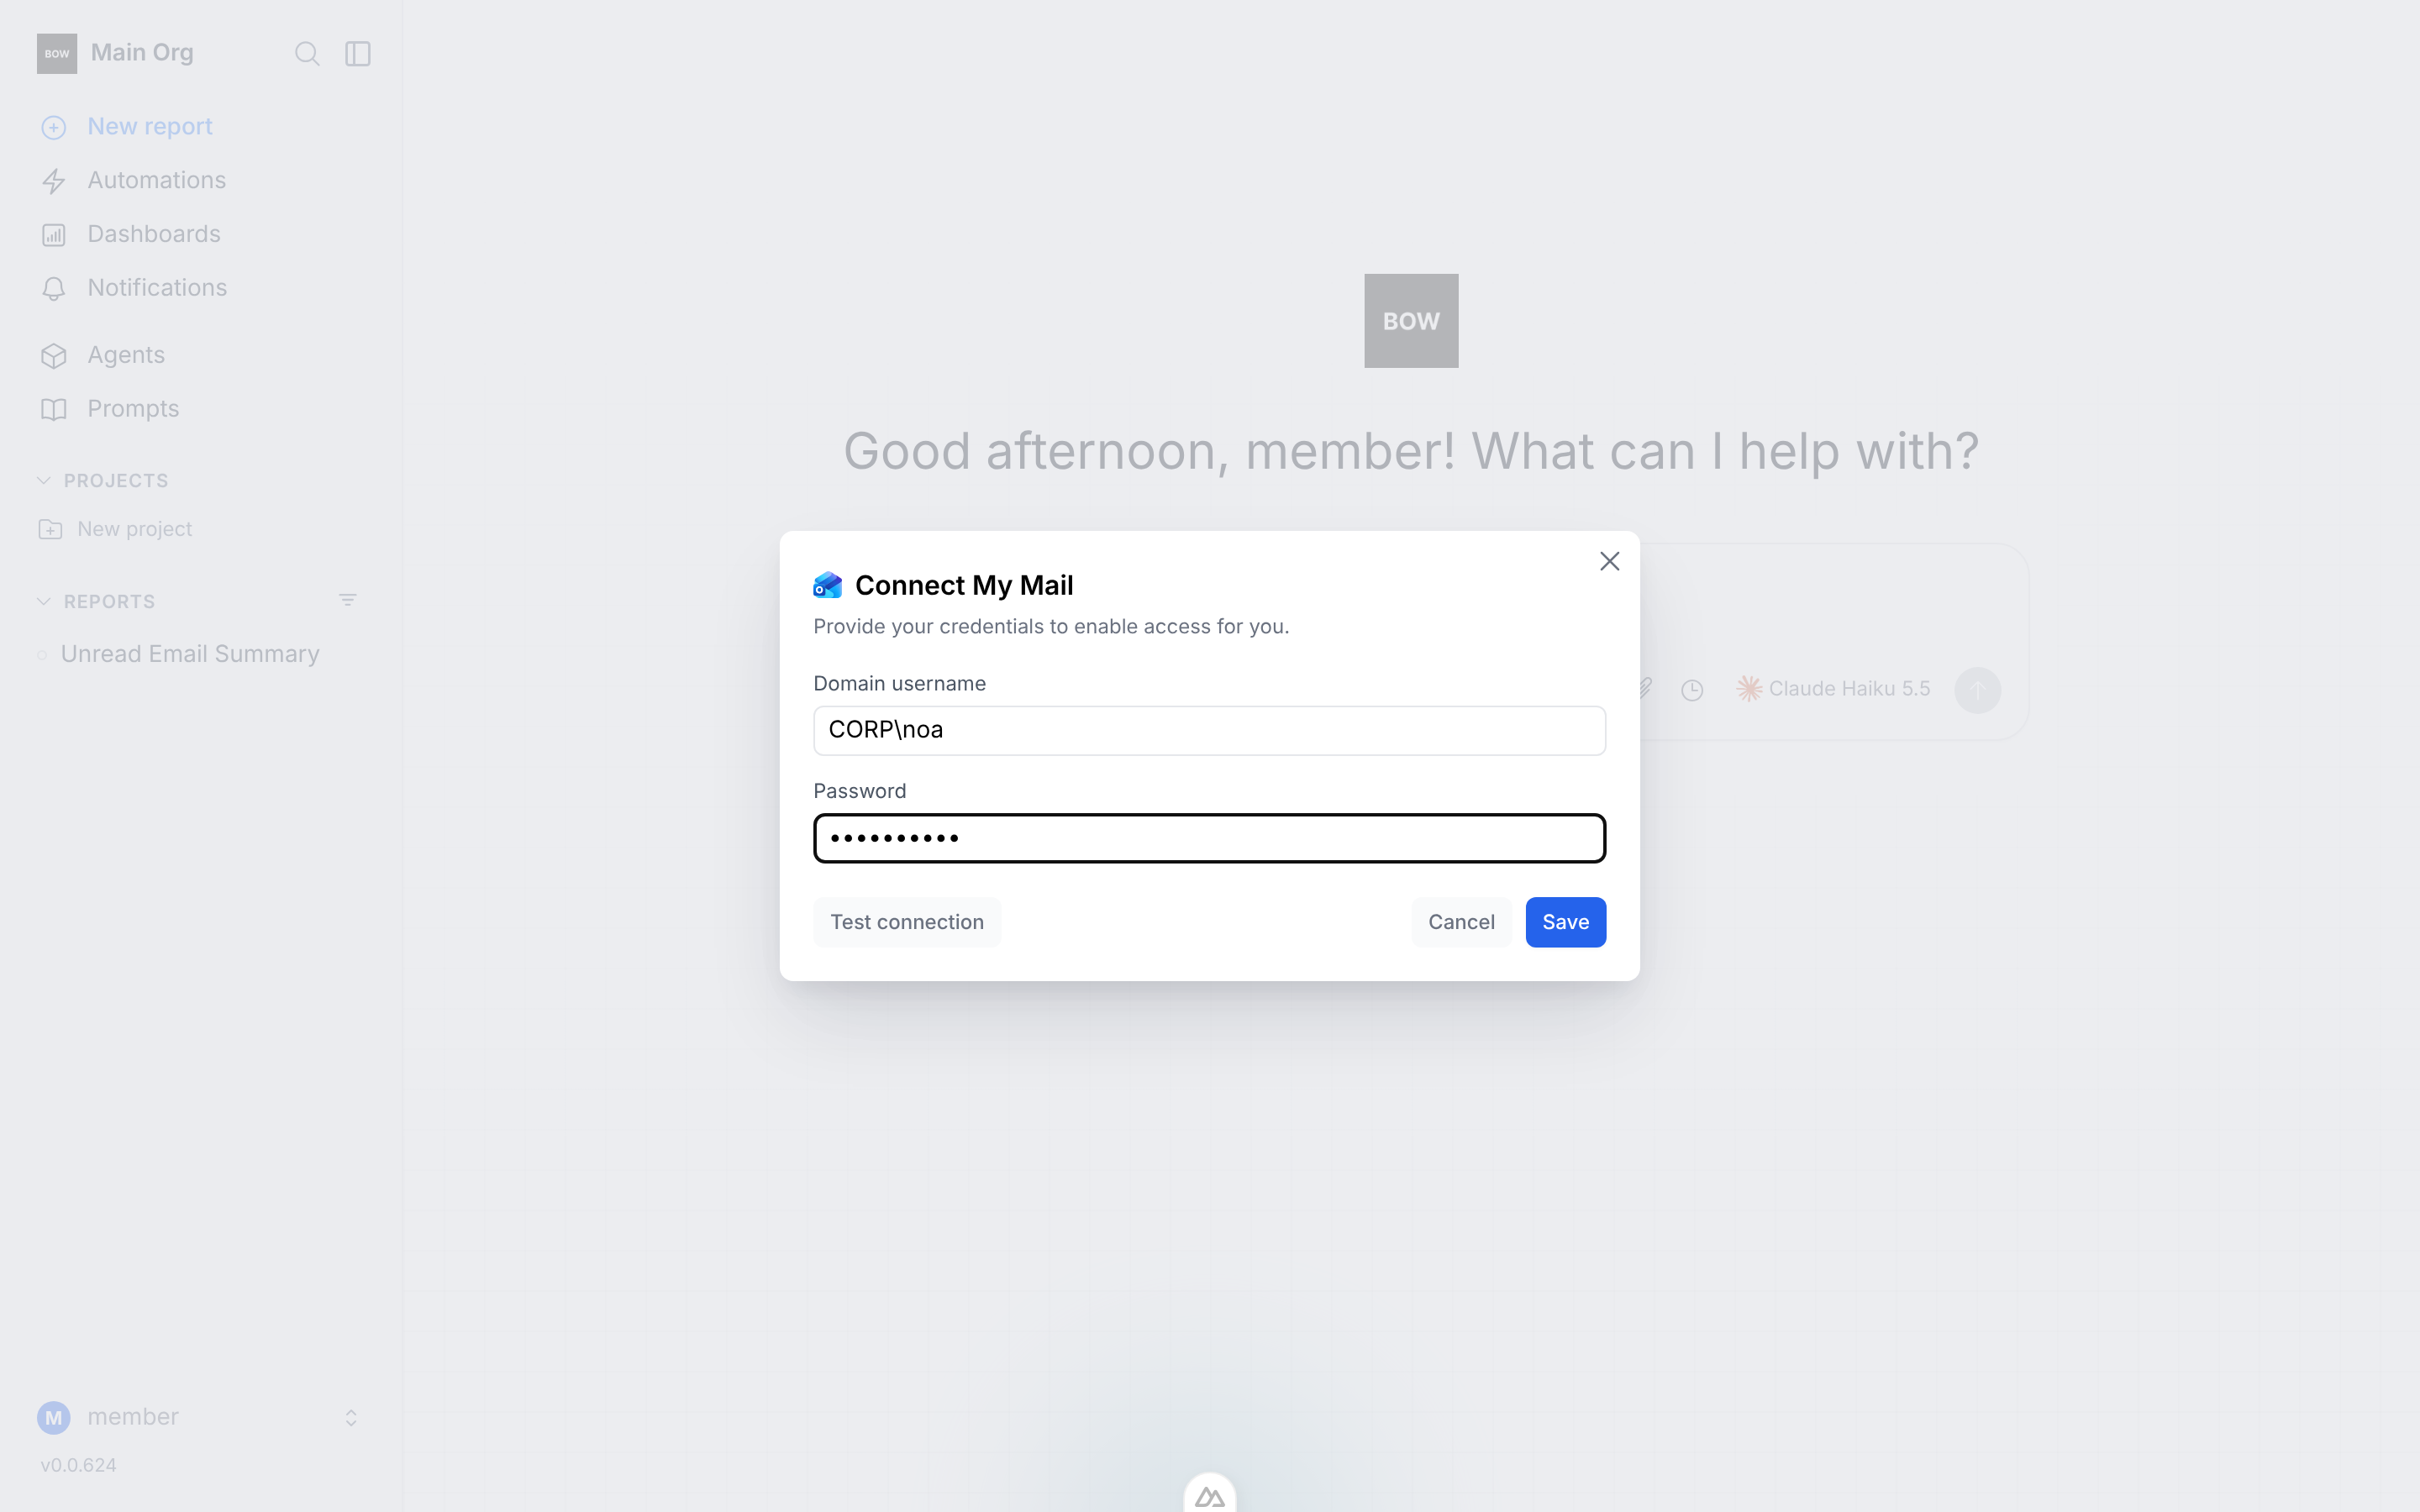 BOW
Main Org
New report
Automations
Dashboards
Notifications
Agents
Prompts
PROJECTS
New project
REPORTS
Unread Email Summary
member
M
v0.0.624
BOW
Good afternoon, member! What can I help with?
Claude Haiku 5.5
Connect My Mail
Provide your credentials to enable access for you.
Domain username
CORP\noa
Password
••••••••••
Test connection
Cancel
Save